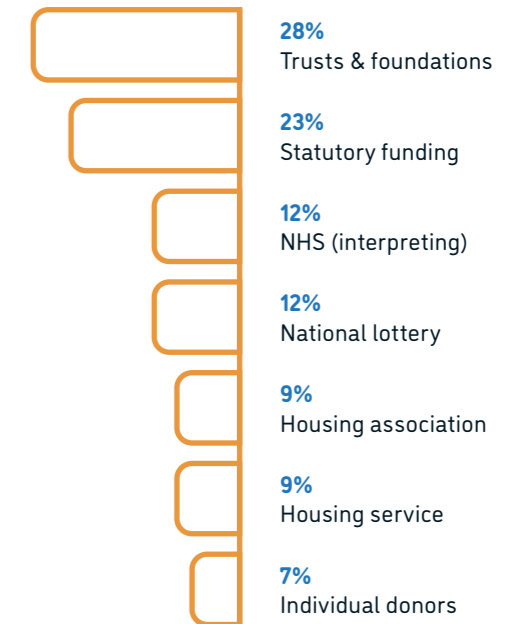 28%
Trusts & foundations
23%
Statutory funding
12%
NHS (interpreting)
12%
National lottery
9%
Housing association
9%
Housing service
7%
Individual donors